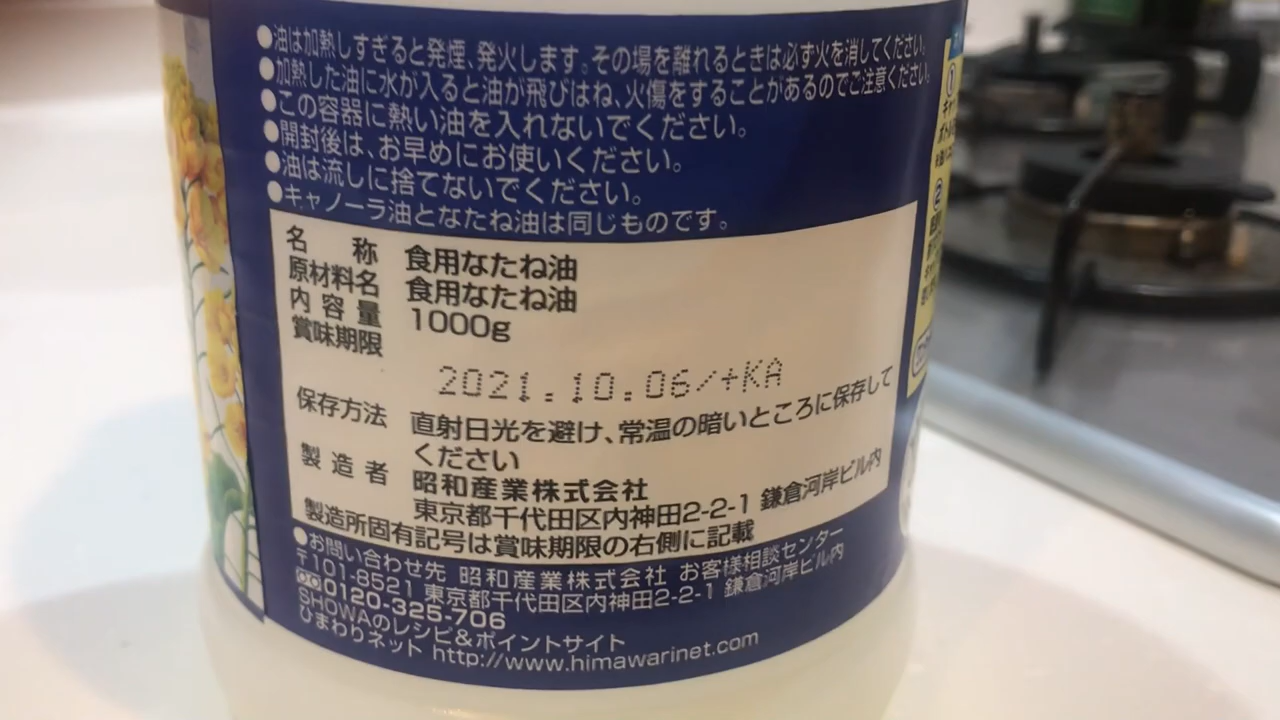 ●油は加熱しすぎると発煙、発火します。その場を離れるときは必ず火を消してください。
●加熱した油に水が入ると油が飛びはね、火傷をすることがあるのでご注意ください。
●この容器に熱い油を入れないでください。
●開封後は、お早めにお使いください。
●油は流しに捨てないでください。
●キャノーラ油となたね油は同じものです。
名称 食用なたね油
原材料名 食用なたね油
内容量 1000g
賞味期限
2021.10.06/+KA
保存方法 直射日光を避け、常温の暗いところに保存して
ください
製造者 昭和産業株式会社
東京都千代田区内神田2-2-1 鎌倉河岸ビル内
製造所固有記号は賞味期限の右側に記載
●お問い合わせ先 昭和産業株式会社 お客様相談センター
〒101-8521 東京都千代田区内神田2-2-1 鎌倉河岸ビル内
0120-325-706
SHOWAのレシピ&ポイントサイト
ひまわりネット http://www.himawarinet.com
①
②